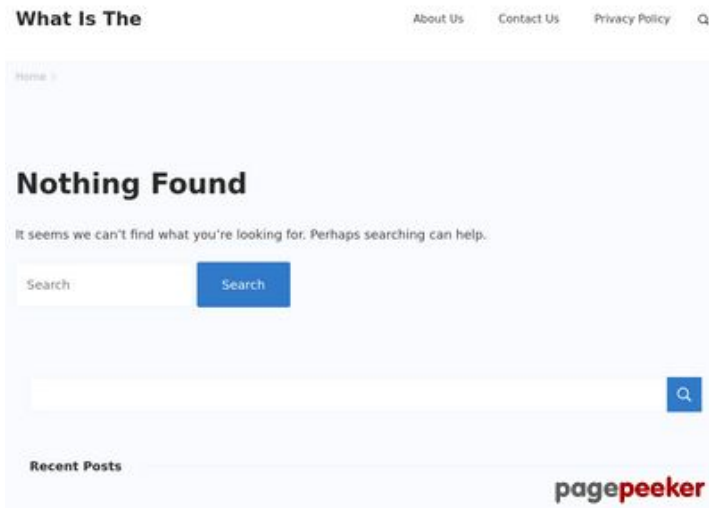 What Is The
About Us Contact Us Privacy Policy
Home
Nothing Found
It seems we can't find what you're looking for. Perhaps searching can help.
Search Search
Recent Posts
pagepeeker